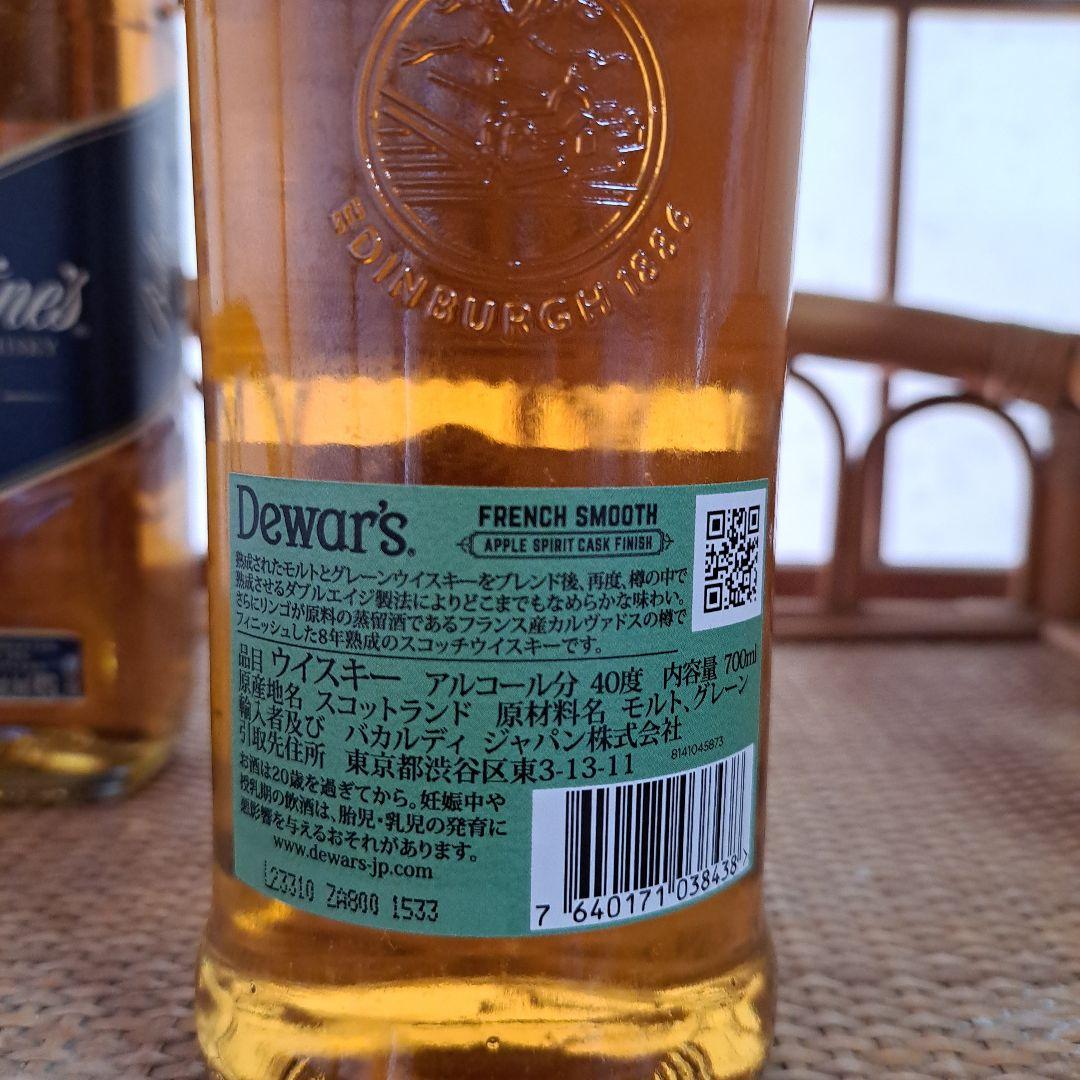 EDINBURGH 1886
ine's
Dewar's
FRENCH SMOOTH
APPLE SPIRIT CASK FINISH
熟成されたモルトとグレーンウイスキーをブレンド後、再度、樽の中で
熟成させるダブルエイジ製法によりどこまでもなめらかな味わい。
さらにリンゴが原料の蒸留酒であるフランス産カルヴァドスの樽で
フィニッシュした8年熟成のスコッチウイスキーです。
品目 ウイスキー アルコール分 40度 内容量 700ml
原産地名 スコットランド 原材料名 モルト、グレーン
輸入者及び バカルディ ジャパン株式会社
引取先住所 東京都渋谷区東3-13-11
8141045873
お酒は20歳を過ぎてから。妊娠中や
授乳期の飲酒は、胎児・乳児の発育に
悪影響を与えるおそれがあります。
www.dewars-jp.com
L23310 ZA800 1533
7 640171 038438 >